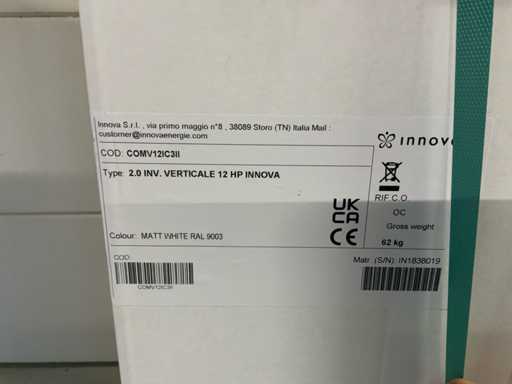 Innova S.r.l. , via primo maggio n°8 , 38089 Storo (TN) Italia Mail :
customer@innovaenergie.com
COD: COMV12IC3II
Type: 2.0 INV. VERTICALE 12 HP INNOVA
Colour: MATT WHITE RAL 9003
UK
CA
CE
innov
RIF.C.O.
OC
Gross weight
62 kg
COD:
COMV12IC3II
Matr. (S/N): IN1838019